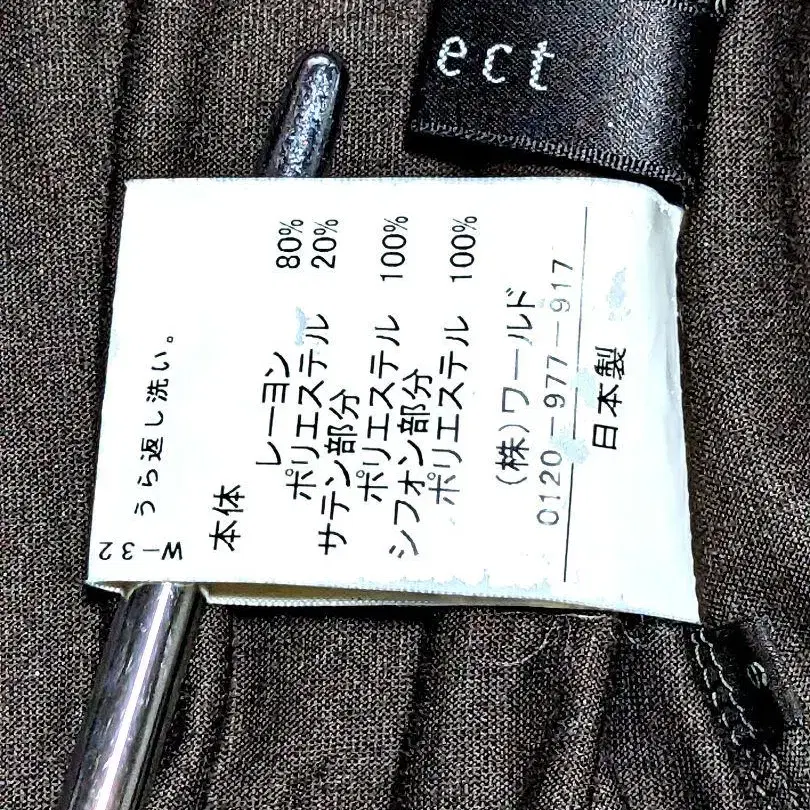 ect
うら返し洗い。
W-32
本体
レーヨン 80%
ポリエステル 20%
サテン部分
ポリエステル 100%
シフォン部分
ポリエステル 100%
(株)ワールド
0120-977-917
日本製